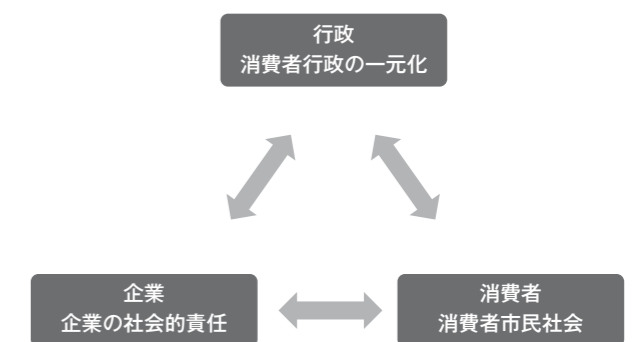 行政
消費者行政の一元化
企業
企業の社会的責任
消費者
消費者市民社会